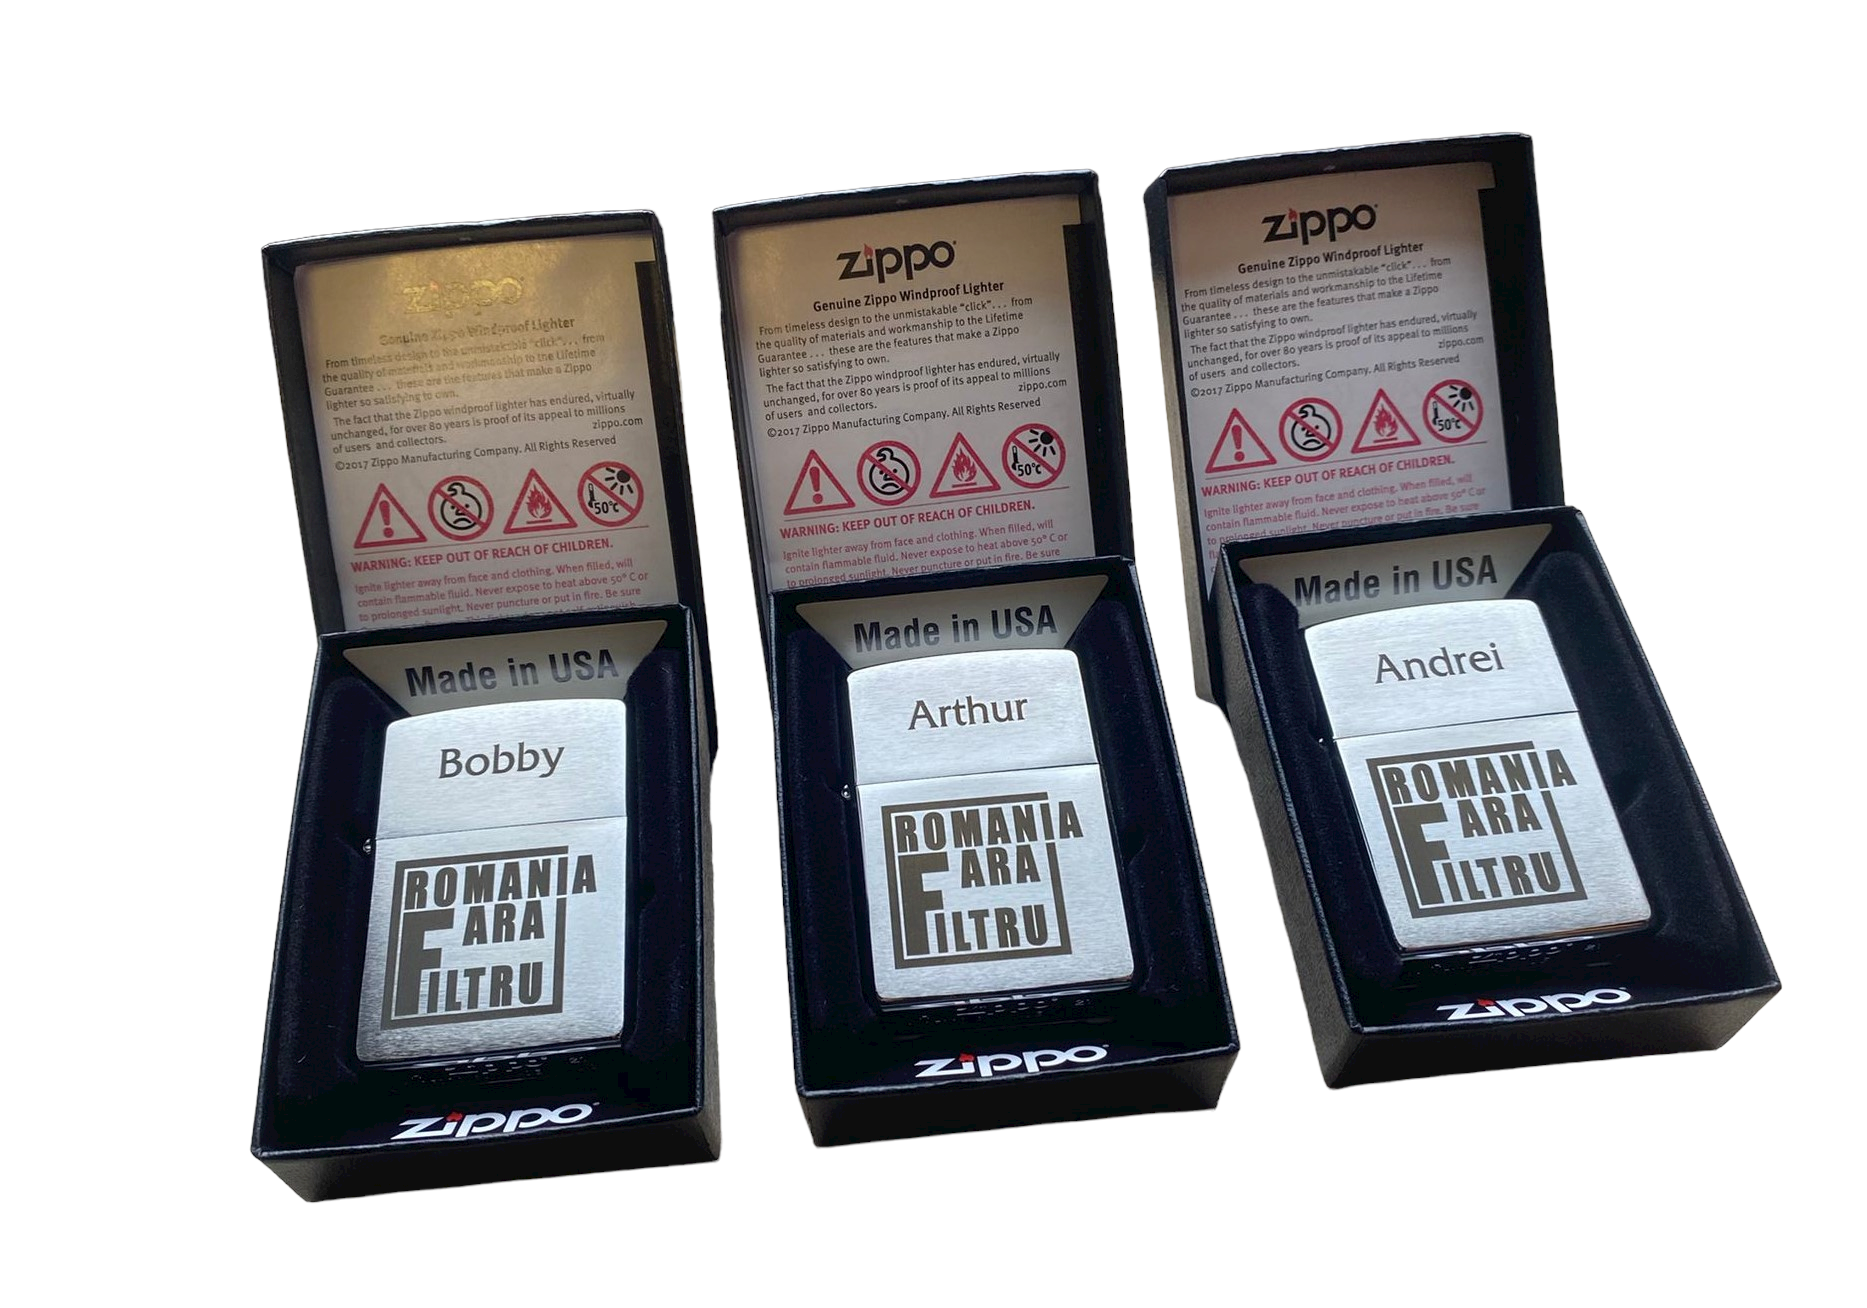 zippo
Genuine Zippo Windproof Lighter
From timeless design to the unmistakable "click". . . from
the quality of materials and workmanship to the Lifetime
Guarantee . . . these are the features that make a Zippo
lighter so satisfying to own.
The fact that the Zippo windproof lighter has endured, virtually
unchanged, for over 80 years is proof of its appeal to millions
of users and collectors.
zippo.com
©2017 Zippo Manufacturing Company. All Rights Reserved
50°C
WARNING: KEEP OUT OF REACH OF CHILDREN.
Ignite lighter away from face and clothing. When filled, will
contain flammable fluid. Never expose to heat above 50° C or
to prolonged sunlight. Never puncture or put in fire. Be sure
Made in USA
Bobby
ROMANIA
FARA
FILTRU
zippo
zippo
Genuine Zippo Windproof Lighter
From timeless design to the unmistakable "click". . . from
the quality of materials and workmanship to the Lifetime
Guarantee . . . these are the features that make a Zippo
lighter so satisfying to own.
The fact that the Zippo windproof lighter has endured, virtually
unchanged, for over 80 years is proof of its appeal to millions
of users and collectors.
zippo.com
©2017 Zippo Manufacturing Company. All Rights Reserved
50°C
WARNING: KEEP OUT OF REACH OF CHILDREN.
Ignite lighter away from face and clothing. When filled, will
contain flammable fluid. Never expose to heat above 50° C or
to prolonged sunlight. Never puncture or put in fire. Be sure
Made in USA
Arthur
ROMANIA
FARA
FILTRU
zippo
zippo
Genuine Zippo Windproof Lighter
From timeless design to the unmistakable "click". . . from
the quality of materials and workmanship to the Lifetime
Guarantee . . . these are the features that make a Zippo
lighter so satisfying to own.
The fact that the Zippo windproof lighter has endured, virtually
unchanged, for over 80 years is proof of its appeal to millions
of users and collectors.
zippo.com
©2017 Zippo Manufacturing Company. All Rights Reserved
50°C
WARNING: KEEP OUT OF REACH OF CHILDREN.
Ignite lighter away from face and clothing. When filled, will
contain flammable fluid. Never expose to heat above 50° C or
to prolonged sunlight. Never puncture or put in fire. Be sure
Made in USA
Andrei
ROMANIA
FARA
FILTRU
zippo